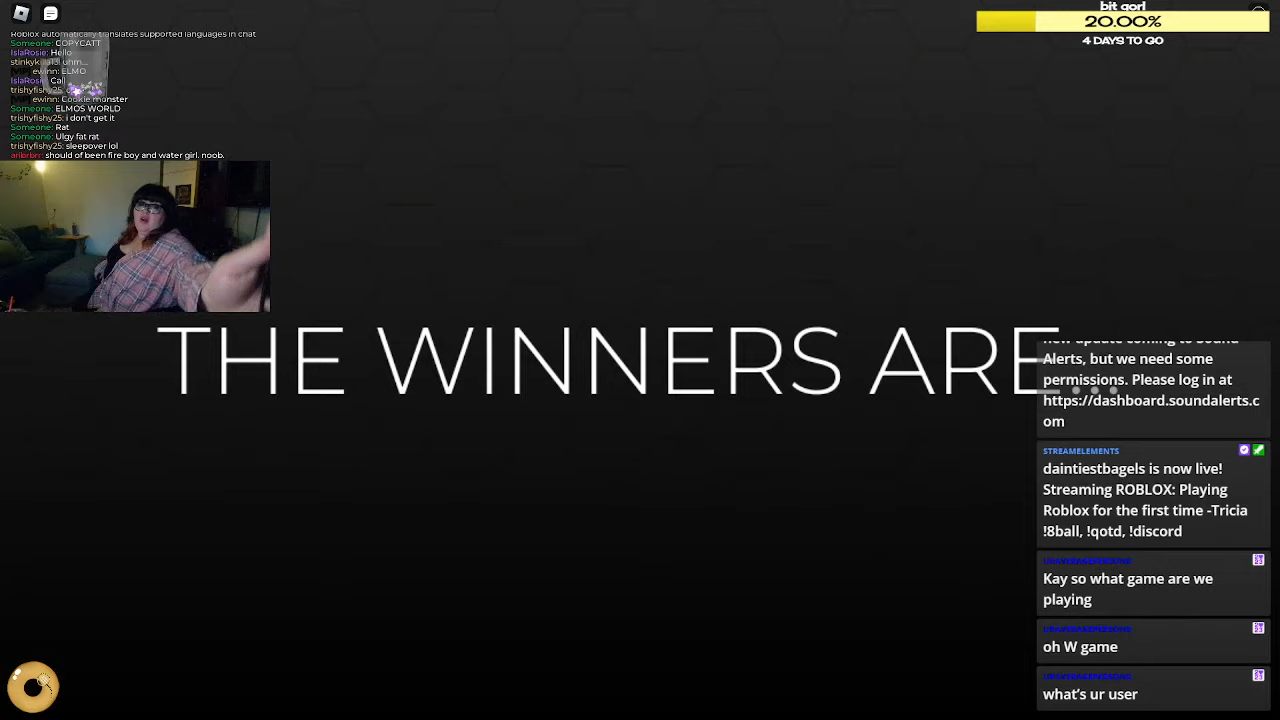 Roblox automatically translates supported languages in chat
Someone: COPYCATT
IslaRosie: Hello
ewinn: ELMO
IslaRosie: Call
ewinn: Cookie monster
Someone: ELMOS WORLD
trishyfishy25: i don't get it
Someone: Rat
Someone: Ulgy fat rat
trishyfishy25: sleepover lol
should of been fire boy and water girl. noob.
bit gorl
20.00%
4 DAYS TO GO
THE WINNERS ARE...
new update coming to Sound
Alerts, but we need some
permissions. Please log in at
https://dashboard.soundalerts.c
om
STREAMELEMENTS
daintiestbagels is now live!
Streaming ROBLOX: Playing
Roblox for the first time -Tricia
!8ball, !qotd, !discord
Kay so what game are we
playing
oh W game
what's ur user